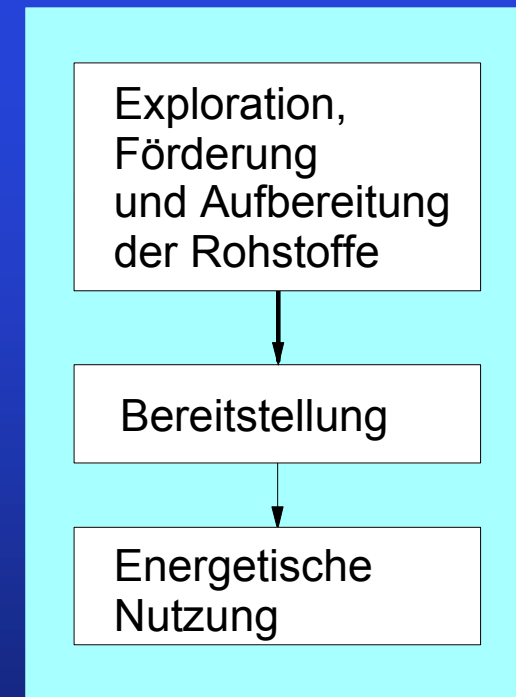 Exploration,
Förderung
und Aufbereitung
der Rohstoffe
Bereitstellung
Energetische
Nutzung